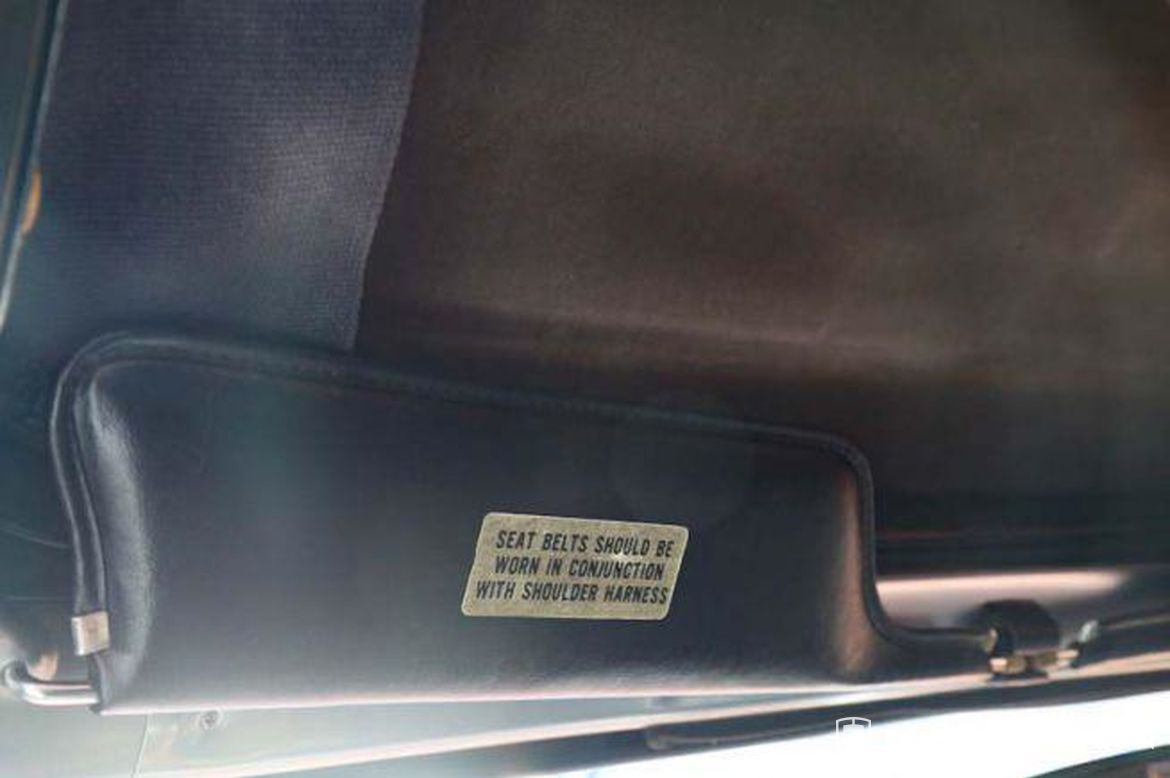 SEAT BELTS SHOULD BE
WORN IN CONJUNCTION
WITH SHOULDER HARNESS